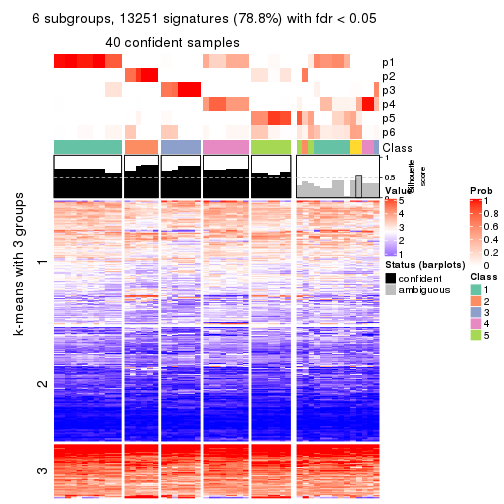 6 subgroups, 13251 signatures (78.8%) with fdr < 0.05
40 confident samples
p1
p2
p3
p4
p5
p6
Class
1
0.5
0
Silhouette
score
k-means with 3 groups
1
2
3
Value
5
4
3
2
1
Status (barplots)
confident
ambiguous
Prob
1
0.8
0.6
0.4
0.2
0
Class
1
2
3
4
5